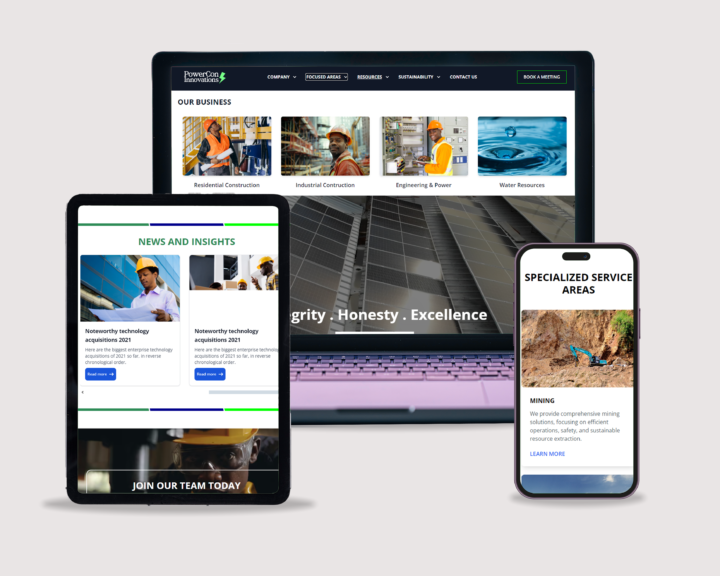 PowerCon
Innovations
COMPANY
FOCUSED AREAS
RESOURCES
SUSTAINABILITY
CONTACT US
BOOK A MEETING
OUR BUSINESS
Residential Construction
Industrial Contruction
Engineering & Power
Water Resources
grity . Honesty . Excellence
NEWS AND INSIGHTS
Noteworthy technology
acquisitions 2021
Here are the biggest enterprise technology
acquisitions of 2021 so far, in reverse
chronological order.
Read more →
Noteworthy technology
acquisitions 2021
Here are the biggest enterprise technology
acquisitions of 2021 so far, in reverse
chronological order.
Read more →
JOIN OUR TEAM TODAY
SPECIALIZED SERVICE
AREAS
MINING
We provide comprehensive mining
solutions, focusing on efficient
operations, safety, and sustainable
resource extraction.
LEARN MORE